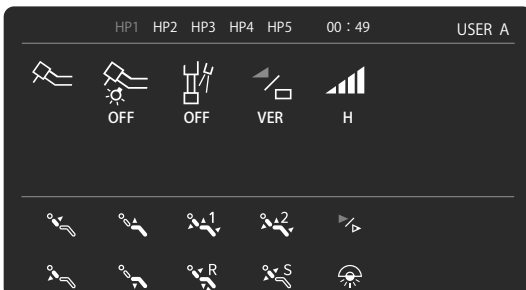 HP1 HP2 HP3 HP4 HP5 00：49 USER A
OFF OFF VER H
1 2
R S